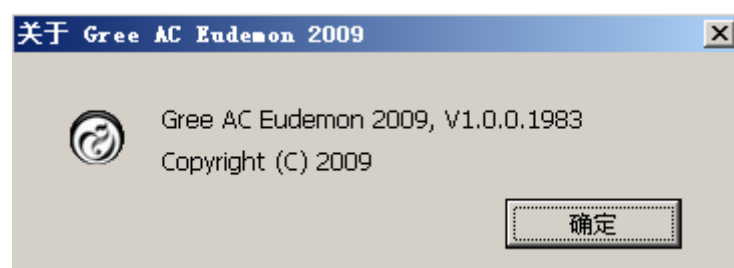 关于 Gree AC Eudemon 2009
Gree AC Eudemon 2009, V1.0.0.1983
Copyright (C) 2009
确定